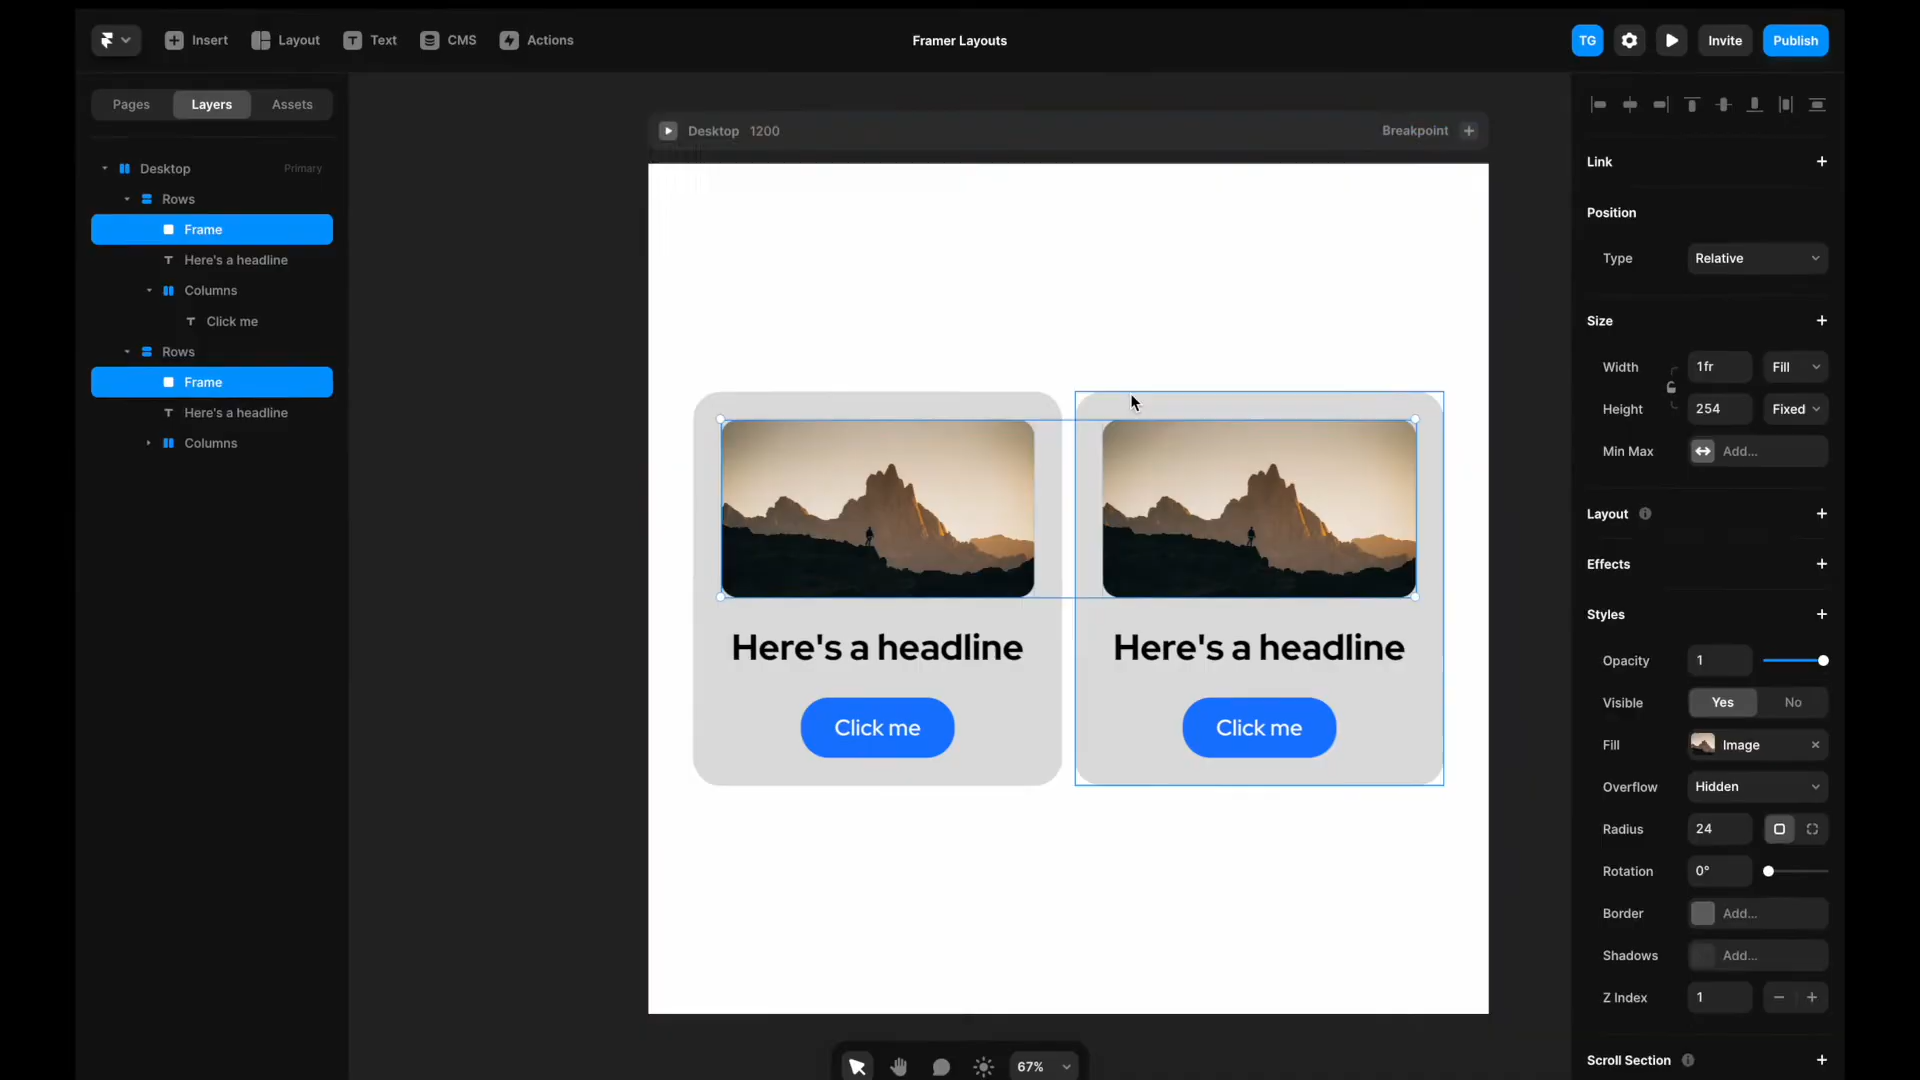 Insert Layout Text CMS Actions Framer Layouts TG Invite Publish
Pages Layers Assets
Desktop Primary
Rows
Frame
Here's a headline
Columns
Click me
Rows
Frame
Here's a headline
Columns
Desktop 1200 Breakpoint
Here's a headline Here's a headline
Click me Click me
67%
Link
Position
Type Relative
Size
Width 1fr Fill
Height 254 Fixed
Min Max Add...
Layout
Effects
Styles
Opacity 1
Visible Yes No
Fill Image
Overflow Hidden
Radius 24
Rotation 0°
Border Add...
Shadows Add...
Z Index 1
Scroll Section